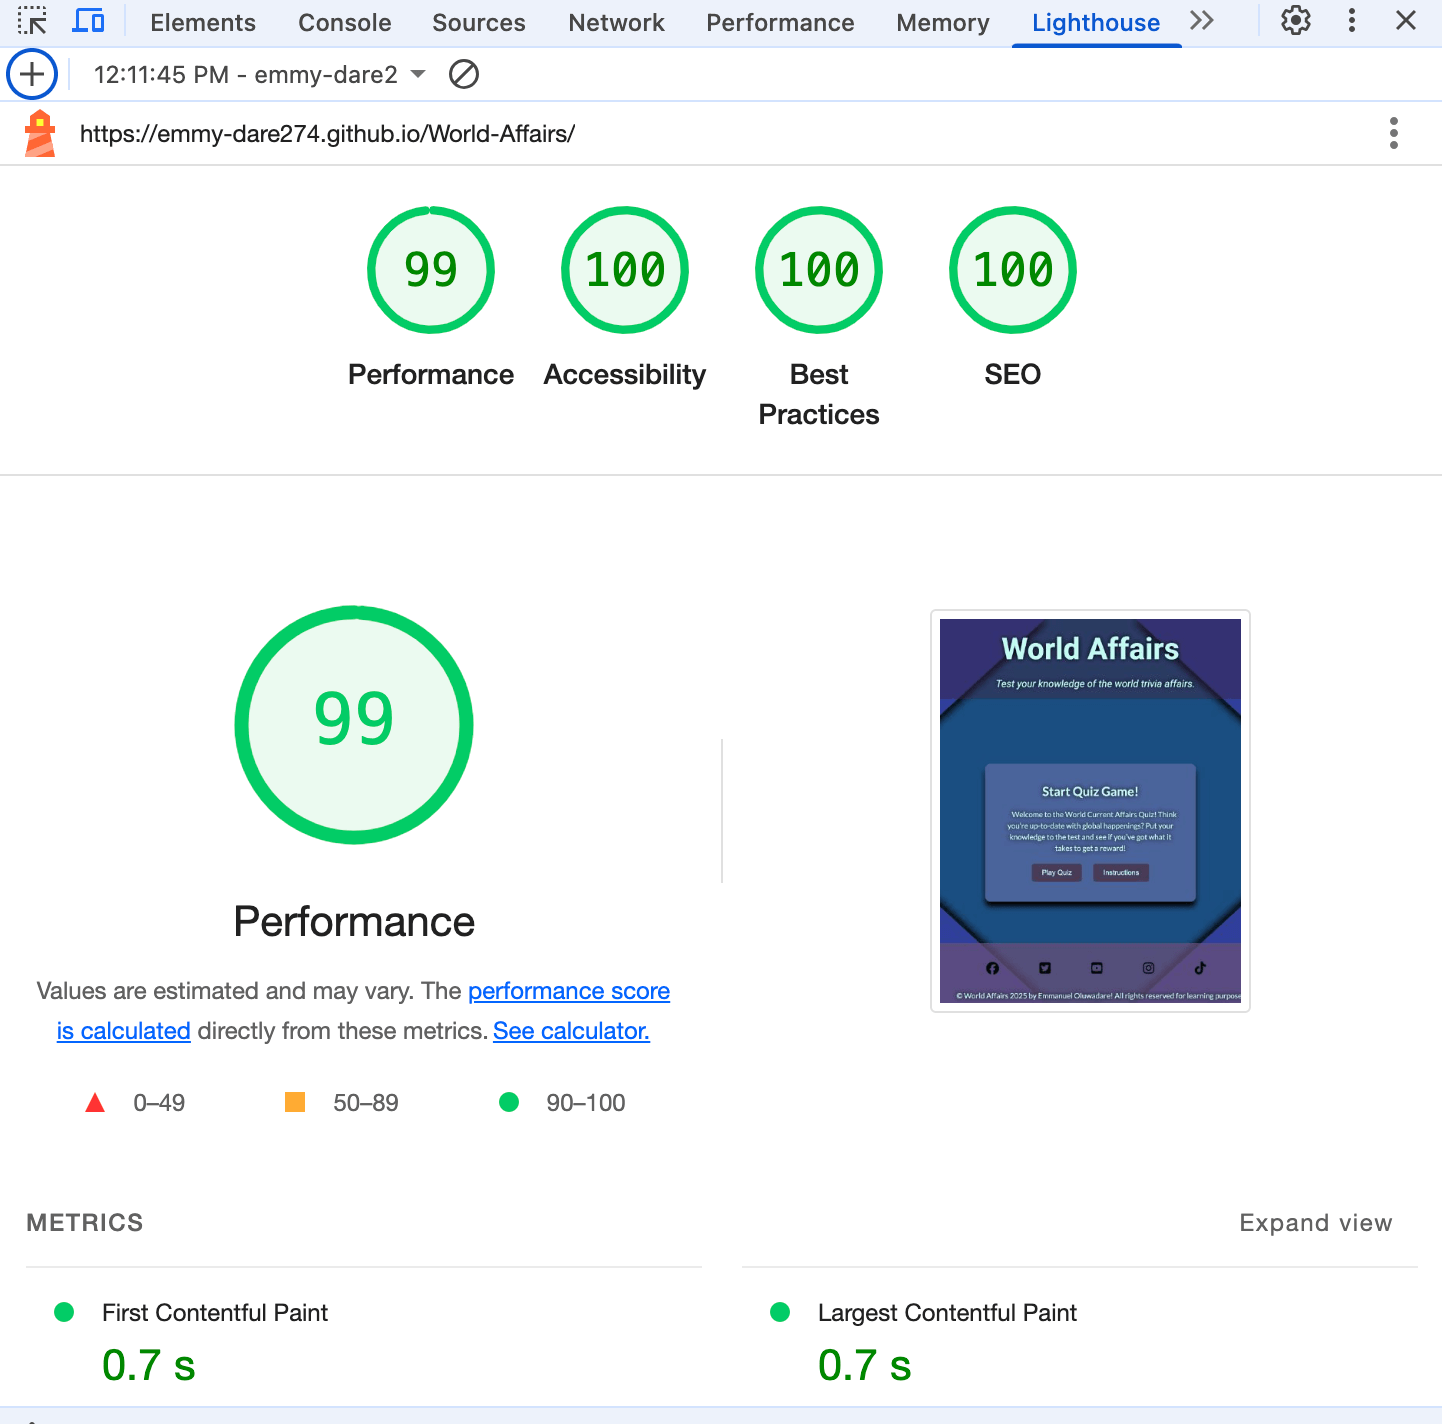 Elements Console Sources Network Performance Memory Lighthouse
12:11:45 PM - emmy-dare2
https://emmy-dare274.github.io/World-Affairs/
99 100 100 100
Performance Accessibility Best Practices SEO
99
Performance
Values are estimated and may vary. The performance score
is calculated directly from these metrics. See calculator.
0–49 50–89 90–100
World Affairs
Test your knowledge of the world trivia affairs.
Start Quiz Game!
Welcome to the World Current Affairs Quiz! Think
you're up-to-date with global happenings? Put your
knowledge to the test and see if you've got what it
takes to get a reward!
Play Quiz Instructions
© World Affairs 2025 by Emmanuel Oluwadare! All rights reserved for learning purpose
METRICS Expand view
First Contentful Paint Largest Contentful Paint
0.7 s 0.7 s